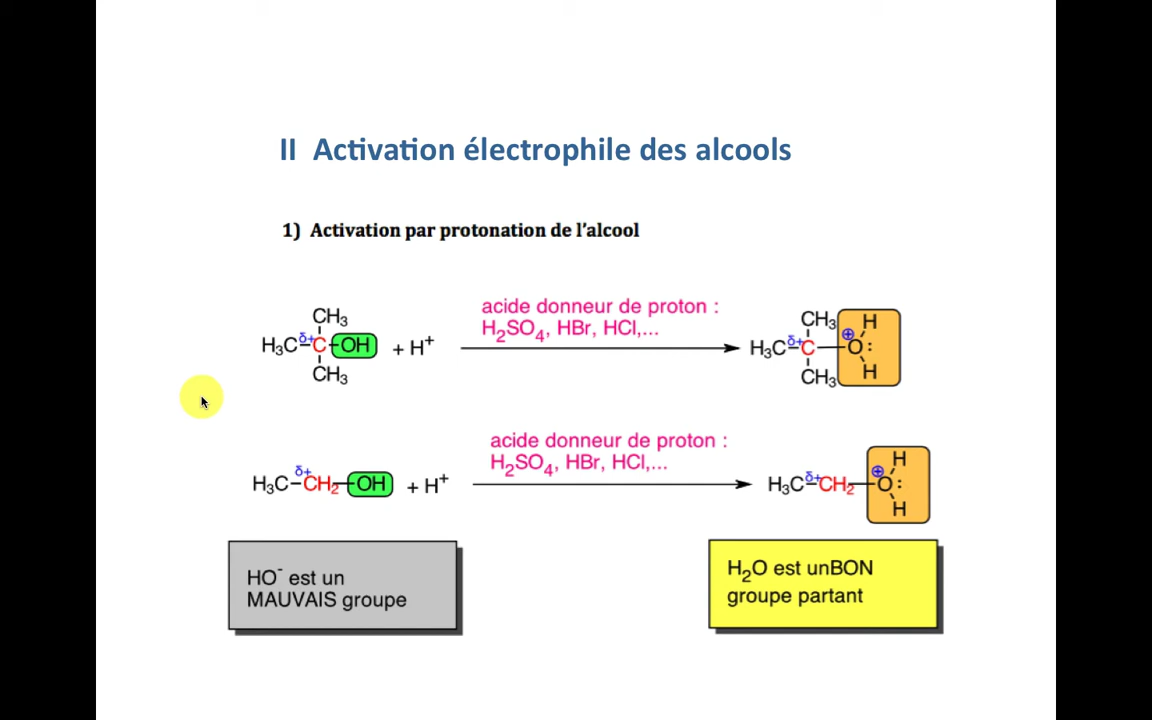 II Activation électrophile des alcools
1) Activation par protonation de l'alcool
CH₃
H₃C–C–OH + H⁺
δ+
CH₃
acide donneur de proton :
H₂SO₄, HBr, HCl,...
CH₃ H
H₃C–C–O:
δ+ ⊕
CH₃ H
δ+
H₃C–CH₂–OH + H⁺
acide donneur de proton :
H₂SO₄, HBr, HCl,...
H
δ+ ⊕
H₃C–CH₂–O:
H
HO⁻ est un
MAUVAIS groupe
H₂O est unBON
groupe partant